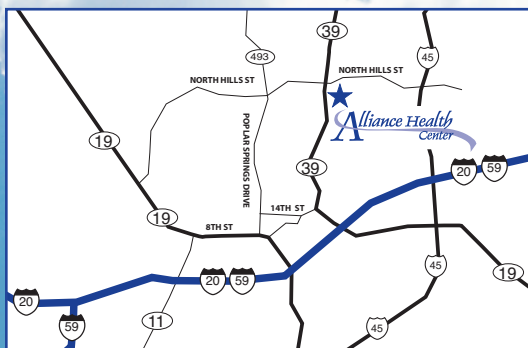 39
493
45
NORTH HILLS ST
NORTH HILLS ST
Alliance Health
Center
POPLAR SPRINGS DRIVE
19
39
20
59
19
14TH ST
8TH ST
45
19
20
59
20
11
59
45